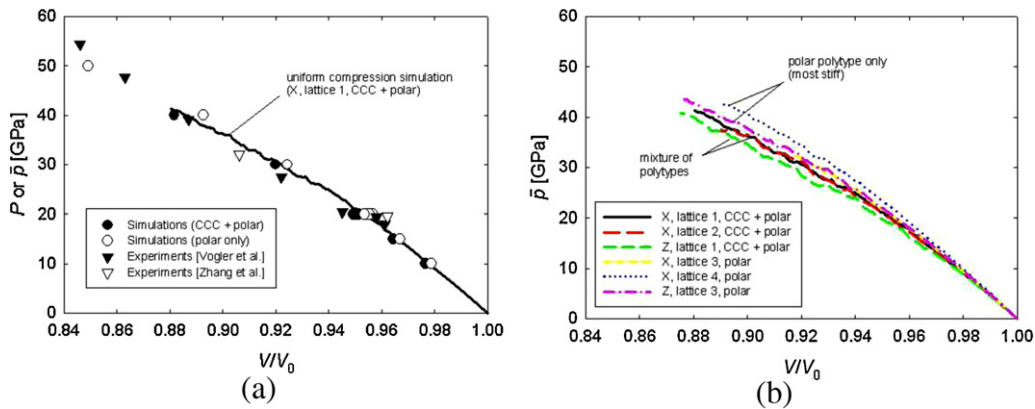 (a)
P or p̄ [GPa]
60
50
40
30
20
10
0
uniform compression simulation
(X, lattice 1, CCC + polar)
Simulations (CCC + polar)
Simulations (polar only)
Experiments [Vogler et al.]
Experiments [Zhang et al.]
0.84 0.86 0.88 0.90 0.92 0.94 0.96 0.98 1.00
V/V0
(a)
(b)
p̄ [GPa]
60
50
40
30
20
10
0
polar polytype only
(most stiff)
mixture of
polytypes
X, lattice 1, CCC + polar
X, lattice 2, CCC + polar
Z, lattice 1, CCC + polar
X, lattice 3, polar
X, lattice 4, polar
Z, lattice 3, polar
0.84 0.86 0.88 0.90 0.92 0.94 0.96 0.98 1.00
V/V0
(b)